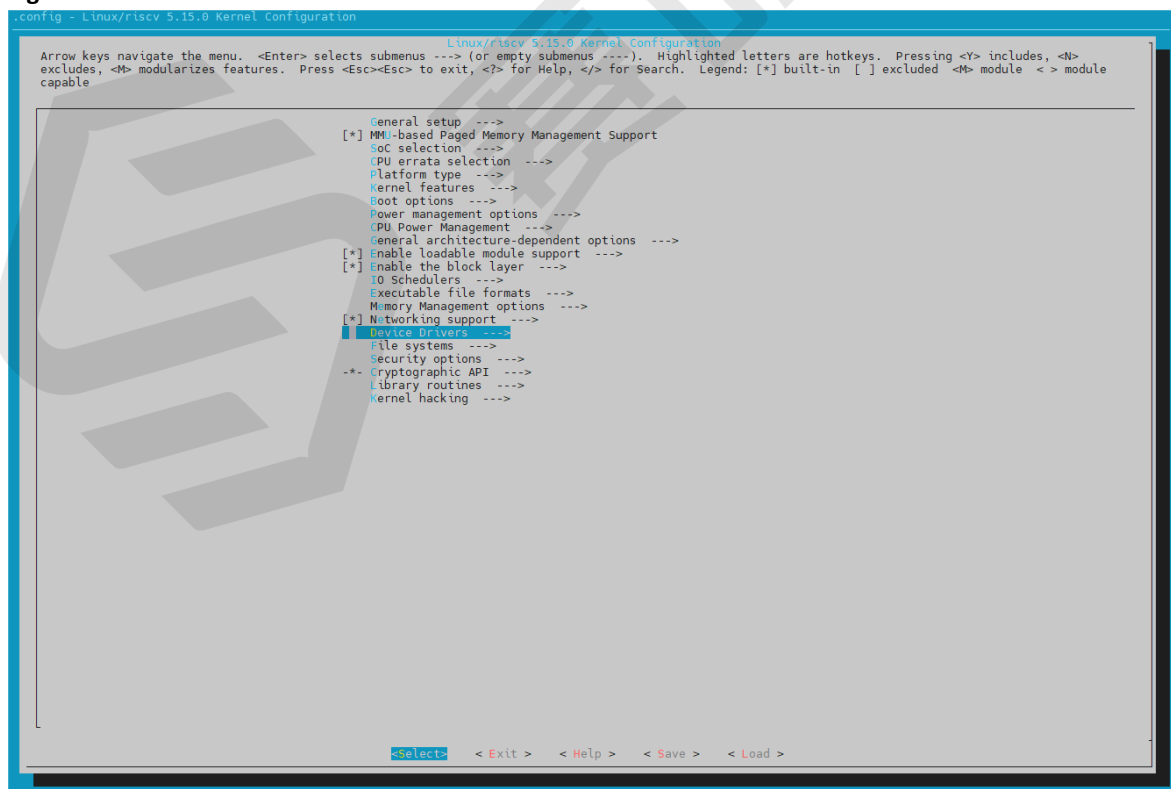 .config - Linux/riscv 5.15.0 Kernel Configuration
Linux/riscv 5.15.0 Kernel Configuration
Arrow keys navigate the menu.  <Enter> selects submenus ---> (or empty submenus ----).  Highlighted letters are hotkeys.  Pressing <Y> includes, <N>
excludes, <M> modularizes features.  Press <Esc><Esc> to exit, <?> for Help, </> for Search.  Legend: [*] built-in  [ ] excluded  <M> module  < > module
capable
General setup  --->
[*] MMU-based Paged Memory Management Support
SoC selection  --->
CPU errata selection  --->
Platform type  --->
Kernel features  --->
Boot options  --->
Power management options  --->
CPU Power Management  --->
General architecture-dependent options  --->
[*] Enable loadable module support  --->
[*] Enable the block layer  --->
IO Schedulers  --->
Executable file formats  --->
Memory Management options  --->
[*] Networking support  --->
Device Drivers  --->
File systems  --->
Security options  --->
-*- Cryptographic API  --->
Library routines  --->
Kernel hacking  --->
<Select>    < Exit >    < Help >    < Save >    < Load >